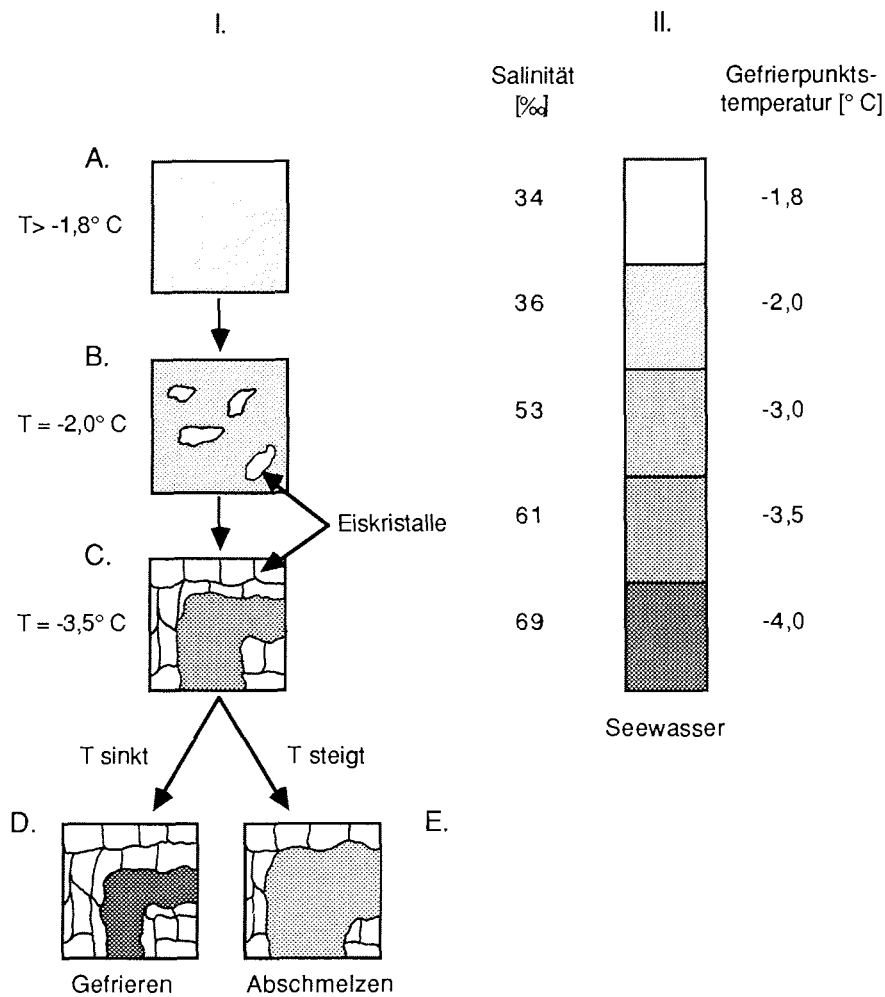 I.
II.
Salinität
[‰]
Gefrierpunkts-
temperatur [° C]
A.
T> -1,8° C
34
-1,8
36
-2,0
B.
T = -2,0° C
53
-3,0
Eiskristalle
61
-3,5
C.
T = -3,5° C
69
-4,0
Seewasser
T sinkt
T steigt
D.
E.
Gefrieren
Abschmelzen